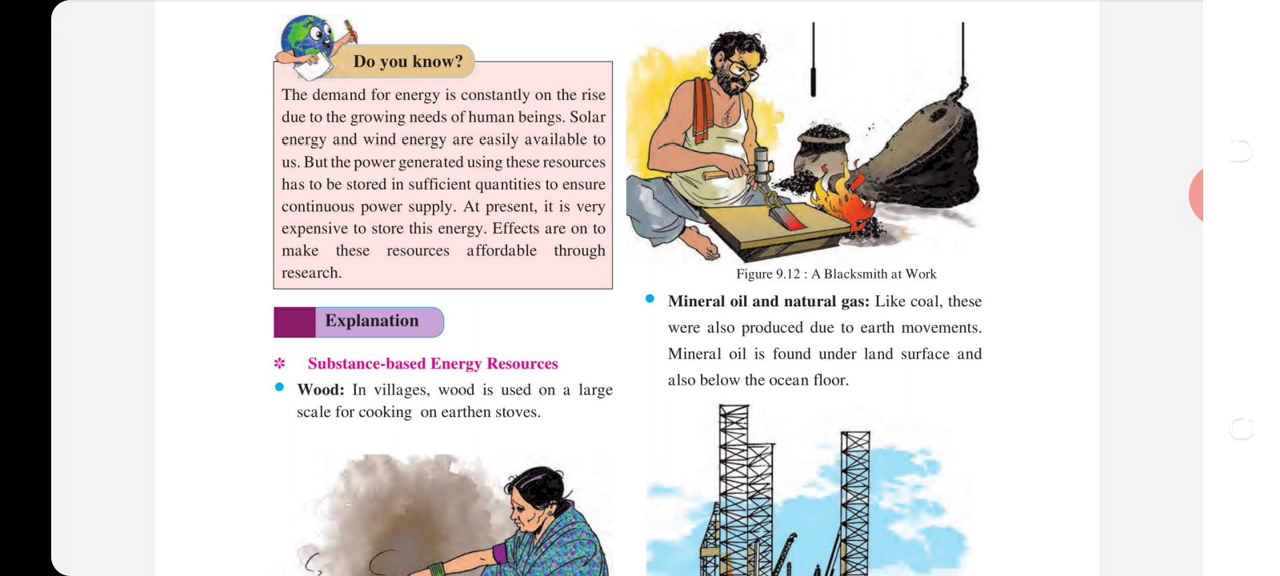 Do you know?
The demand for energy is constantly on the rise
due to the growing needs of human beings. Solar
energy and wind energy are easily available to
us. But the power generated using these resources
has to be stored in sufficient quantities to ensure
continuous power supply. At present, it is very
expensive to store this energy. Effects are on to
make these resources affordable through
research.
Explanation
✻ Substance-based Energy Resources
• Wood: In villages, wood is used on a large
scale for cooking on earthen stoves.
Figure 9.12 : A Blacksmith at Work
• Mineral oil and natural gas: Like coal, these
were also produced due to earth movements.
Mineral oil is found under land surface and
also below the ocean floor.